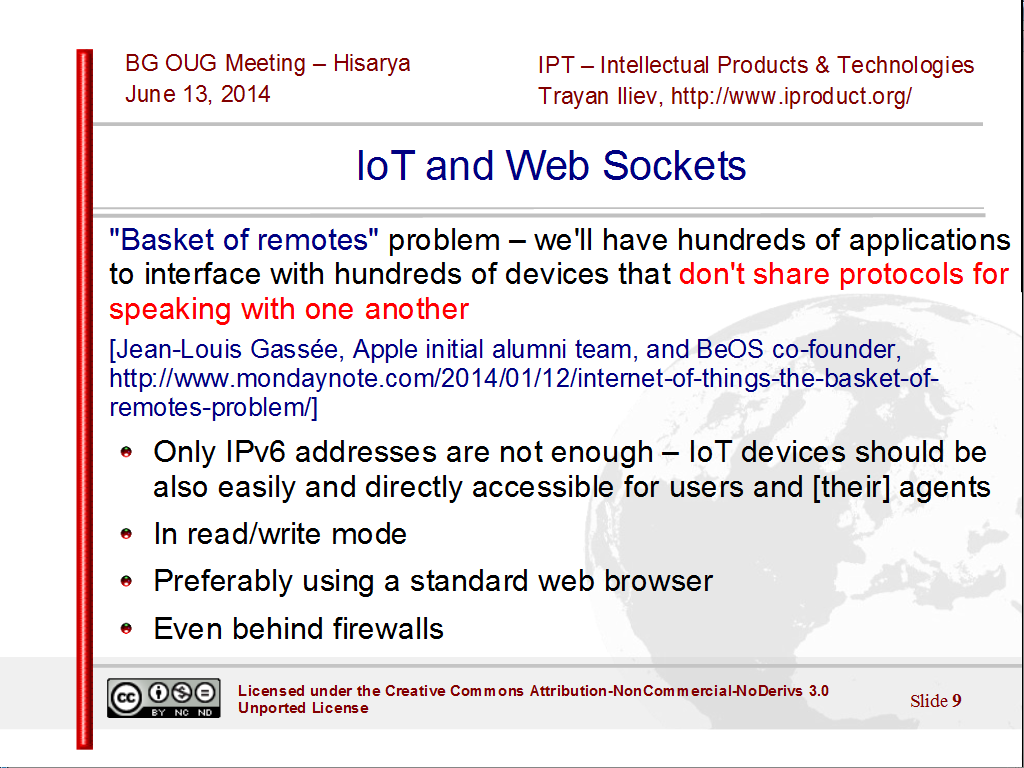 BG OUG Meeting – Hisarya
June 13, 2014
IPT – Intellectual Products & Technologies
Trayan Iliev, http://www.iproduct.org/
IoT and Web Sockets
"Basket of remotes" problem – we'll have hundreds of applications
to interface with hundreds of devices that don't share protocols for
speaking with one another
[Jean-Louis Gassée, Apple initial alumni team, and BeOS co-founder,
http://www.mondaynote.com/2014/01/12/internet-of-things-the-basket-of-
remotes-problem/]
Only IPv6 addresses are not enough – IoT devices should be
also easily and directly accessible for users and [their] agents
In read/write mode
Preferably using a standard web browser
Even behind firewalls
cc
BY NC ND
Licensed under the Creative Commons Attribution-NonCommercial-NoDerivs 3.0
Unported License
Slide 9